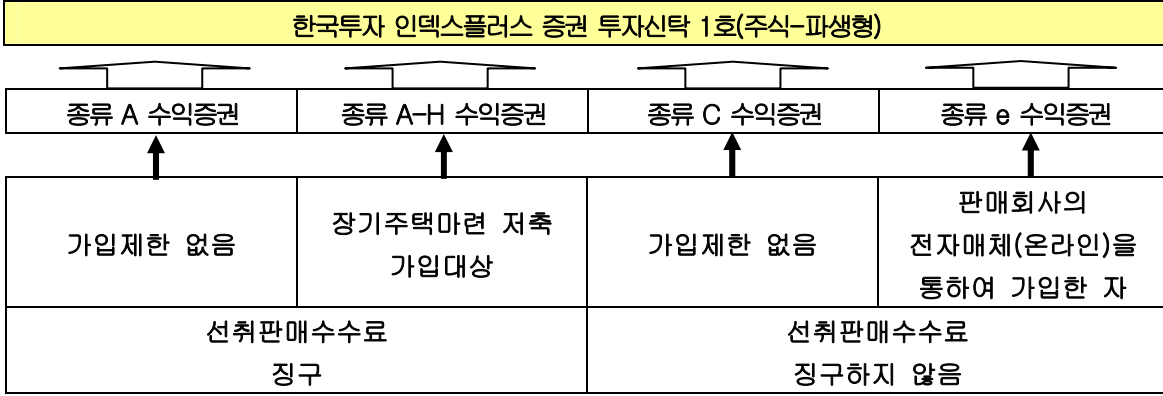 한국투자 인덱스플러스 증권 투자신탁 1호(주식-파생형)
종류 A 수익증권
종류 A-H 수익증권
종류 C 수익증권
종류 e 수익증권
가입제한 없음
장기주택마련 저축
가입대상
가입제한 없음
판매회사의
전자매체(온라인)을
통하여 가입한 자
선취판매수수료
징구
선취판매수수료
징구하지 않음